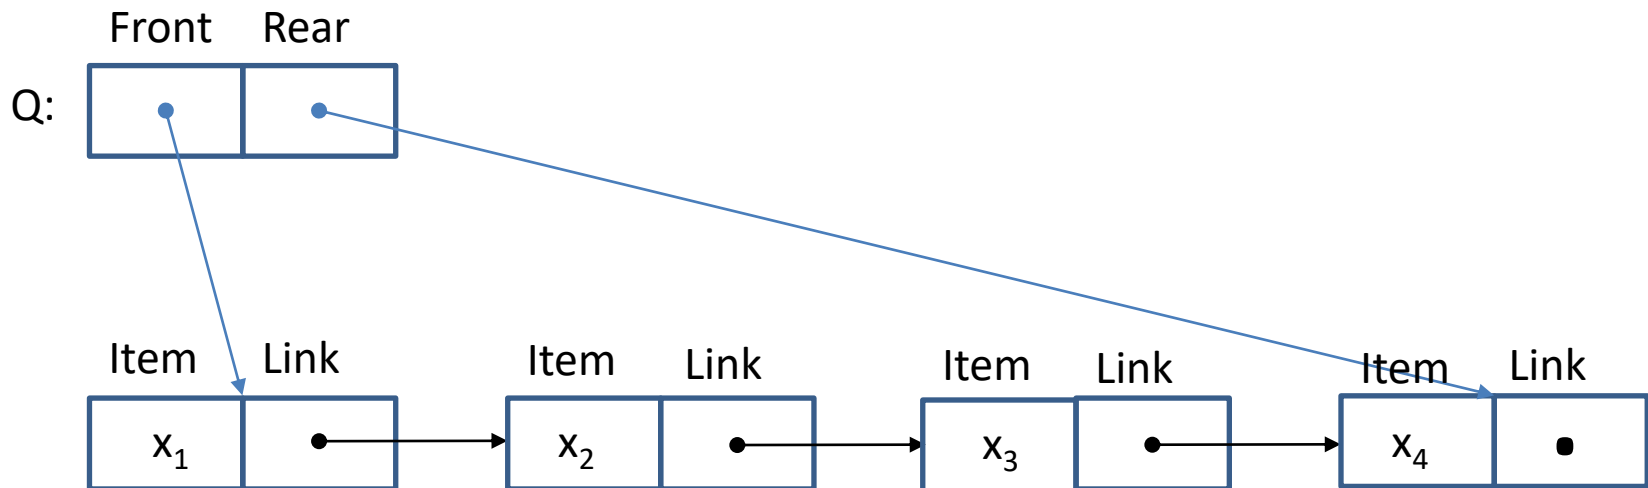 Front Rear
Q:
Item Link Item Link Item Link Item Link
x₁ x₂ x₃ x₄